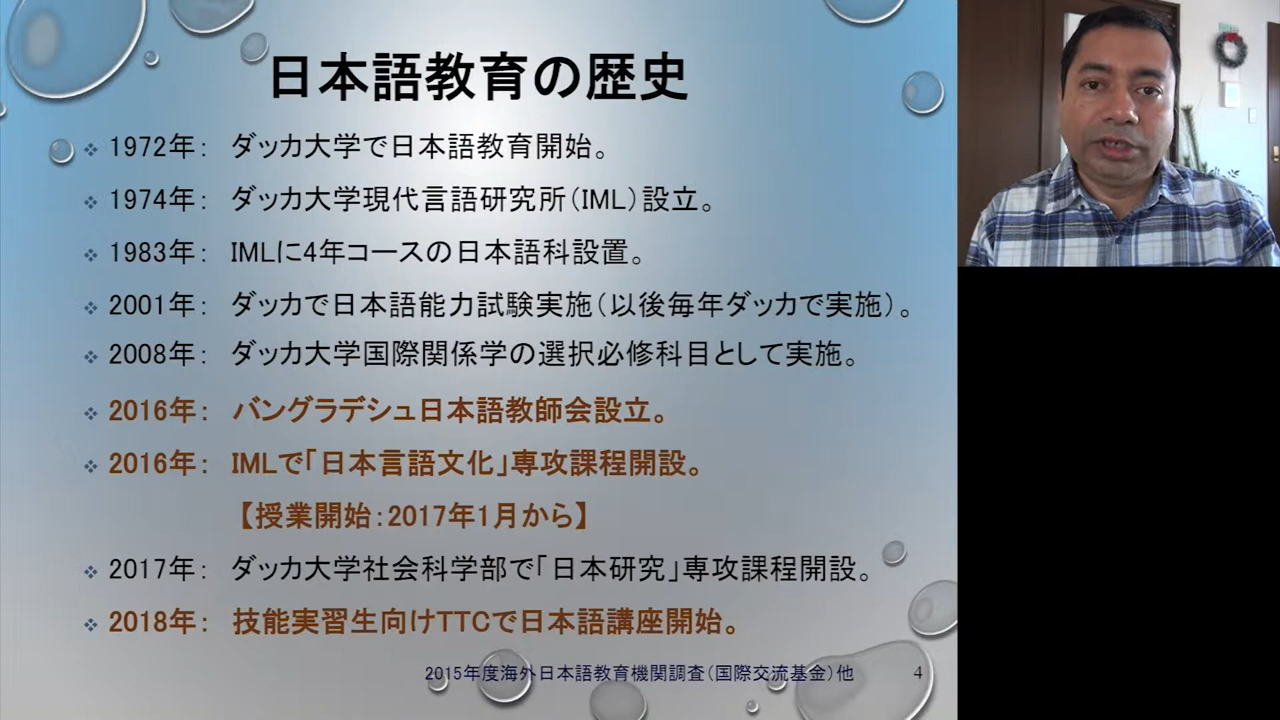 日本語教育の歴史
1972年： ダッカ大学で日本語教育開始。
1974年： ダッカ大学現代言語研究所（IML）設立。
1983年： IMLに4年コースの日本語科設置。
2001年： ダッカで日本語能力試験実施（以後毎年ダッカで実施）。
2008年： ダッカ大学国際関係学の選択必修科目として実施。
2016年： バングラデシュ日本語教師会設立。
2016年： IMLで「日本言語文化」専攻課程開設。
【授業開始：2017年1月から】
2017年： ダッカ大学社会科学部で「日本研究」専攻課程開設。
2018年： 技能実習生向けTTCで日本語講座開始。
2015年度海外日本語教育機関調査（国際交流基金）他
4